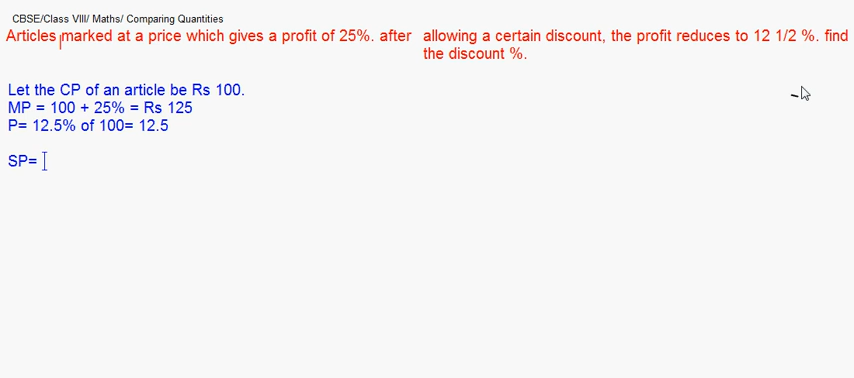 CBSE/Class VIII/ Maths/ Comparing Quantities
Articles marked at a price which gives a profit of 25%. after allowing a certain discount, the profit reduces to 12 1/2 %. find
the discount %.
Let the CP of an article be Rs 100.
MP = 100 + 25% = Rs 125
P= 12.5% of 100= 12.5
SP=